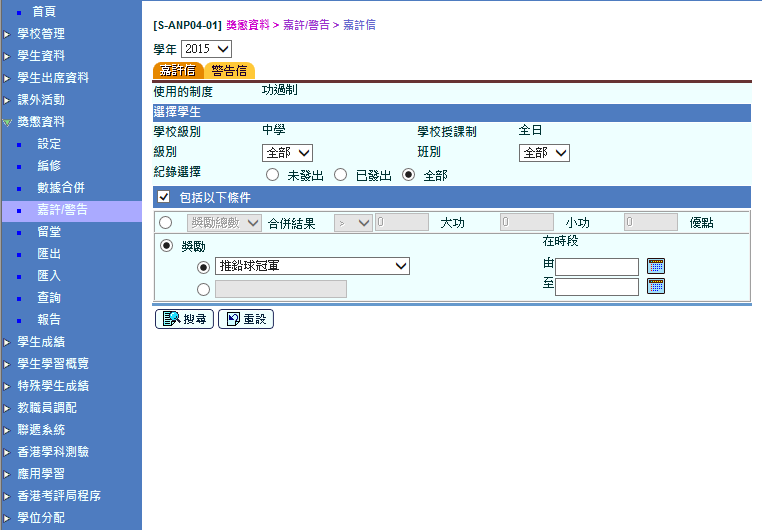 首頁
學校管理
學生資料
學生出席資料
課外活動
獎懲資料
設定
編修
數據合併
嘉許/警告
留堂
匯出
匯入
查詢
報告
學生成績
學生學習概覽
特殊學生成績
教職員調配
聯遞系統
香港學科測驗
應用學習
香港考評局程序
學位分配
[S-ANP04-01] 獎懲資料 > 嘉許/警告 > 嘉許信
學年 2015
嘉許信 警告信
使用的制度 功過制
選擇學生
學校級別 中學 學校授課制 全日
級別 全部 班別 全部
紀錄選擇 未發出 已發出 全部
包括以下條件
獎勵總數 合併結果 > 0 大功 0 小功 0 優點
獎勵 在時段
推鉛球冠軍 由
至
搜尋 重設